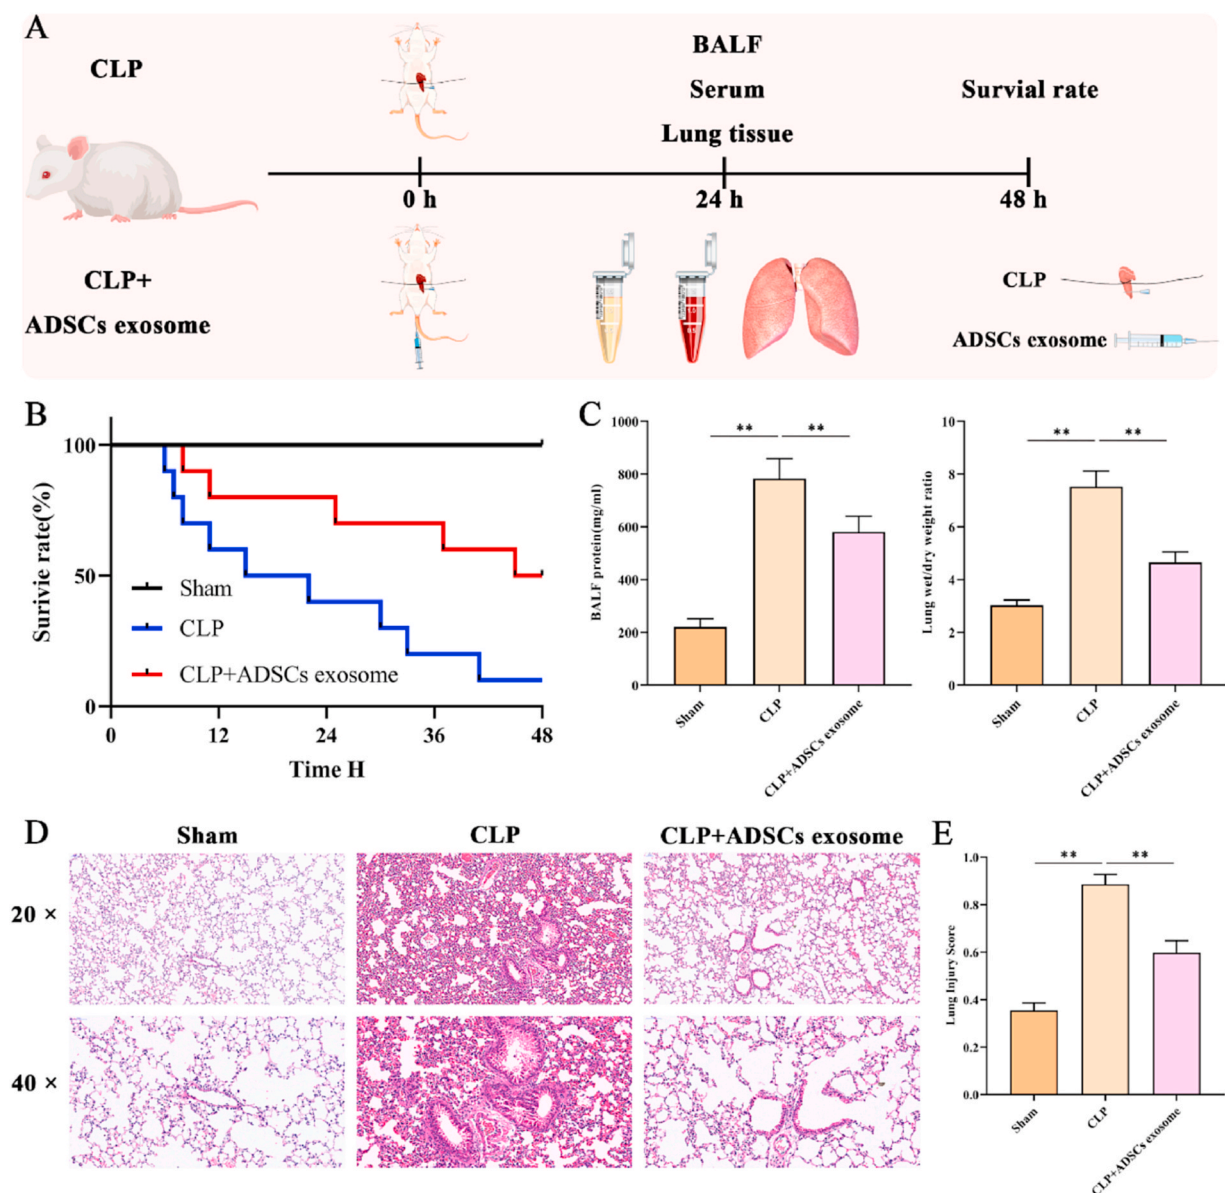 A
CLP
BALF
Serum
Lung tissue
Survial rate
0 h
24 h
48 h
CLP+
ADSCs exosome
CLP
ADSCs exosome
B
Surivie rate(%)
100
50
0
Sham
CLP
CLP+ADSCs exosome
0
12
24
36
48
Time H
C
BALF protein(mg/ml)
1000
800
600
400
200
0
**
**
Sham
CLP
CLP+ADSCs exosome
Lung wet/dry weight ratio
10
8
6
4
2
0
**
**
Sham
CLP
CLP+ADSCs exosome
D
Sham
CLP
CLP+ADSCs exosome
20 ×
40 ×
E
Lung Injury Score
1.0
0.8
0.6
0.4
0.2
0.0
**
**
Sham
CLP
CLP+ADSCs exosome